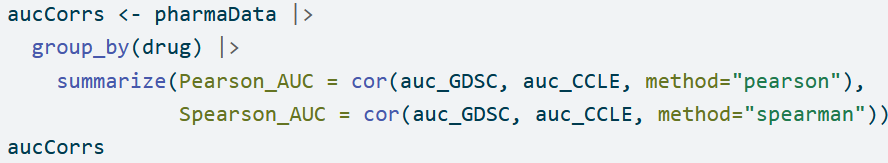 aucCorrs <- pharmaData |>
  group_by(drug) |>
    summarize(Pearson_AUC = cor(auc_GDSC, auc_CCLE, method="pearson"),
              Spearson_AUC = cor(auc_GDSC, auc_CCLE, method="spearman"))
aucCorrs